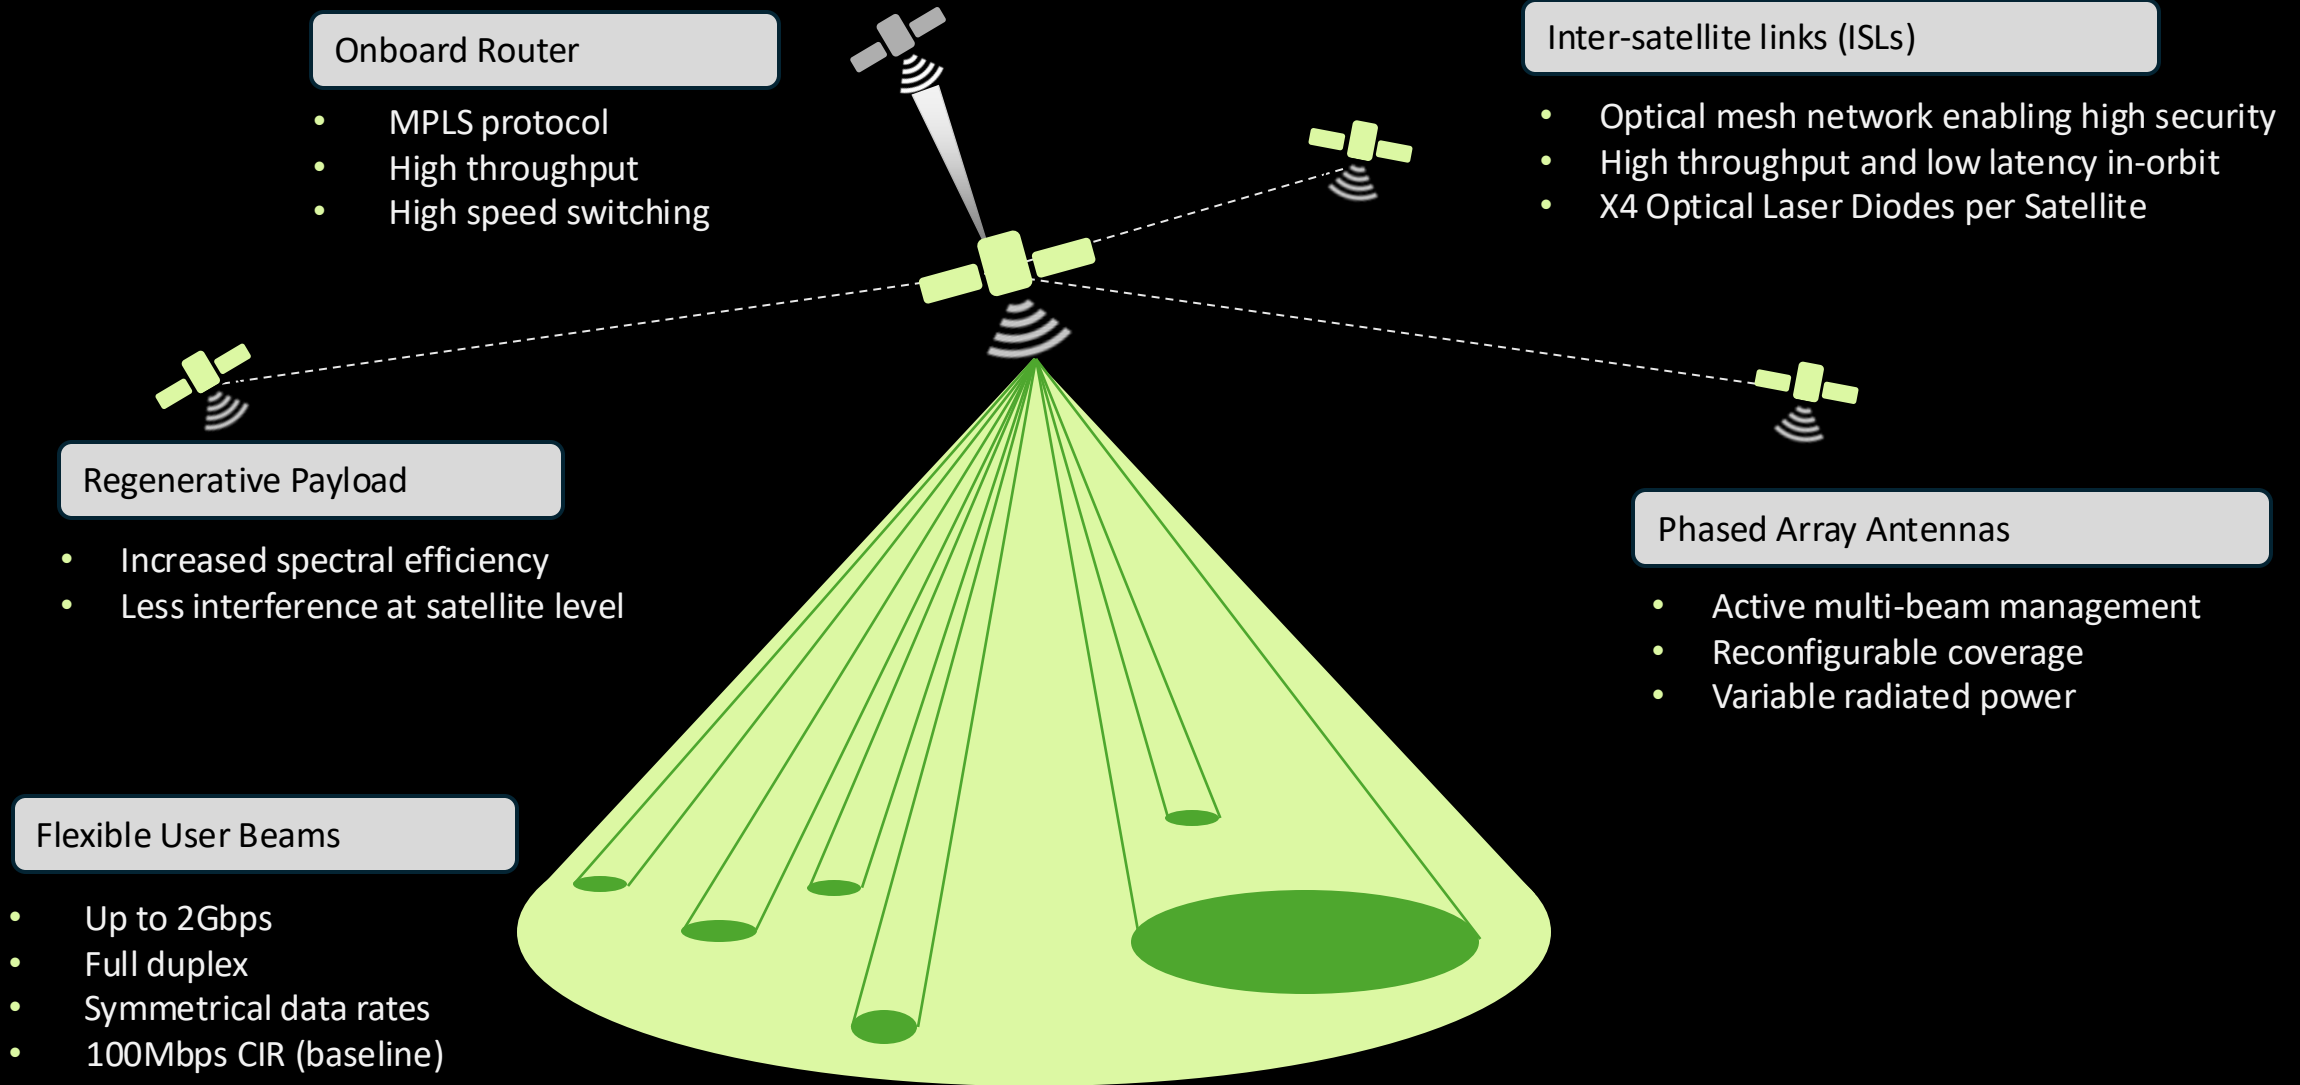 Onboard Router
• MPLS protocol
• High throughput
• High speed switching
Inter-satellite links (ISLs)
• Optical mesh network enabling high security
• High throughput and low latency in-orbit
• X4 Optical Laser Diodes per Satellite
Regenerative Payload
• Increased spectral efficiency
• Less interference at satellite level
Phased Array Antennas
• Active multi-beam management
• Reconfigurable coverage
• Variable radiated power
Flexible User Beams
• Up to 2Gbps
• Full duplex
• Symmetrical data rates
• 100Mbps CIR (baseline)